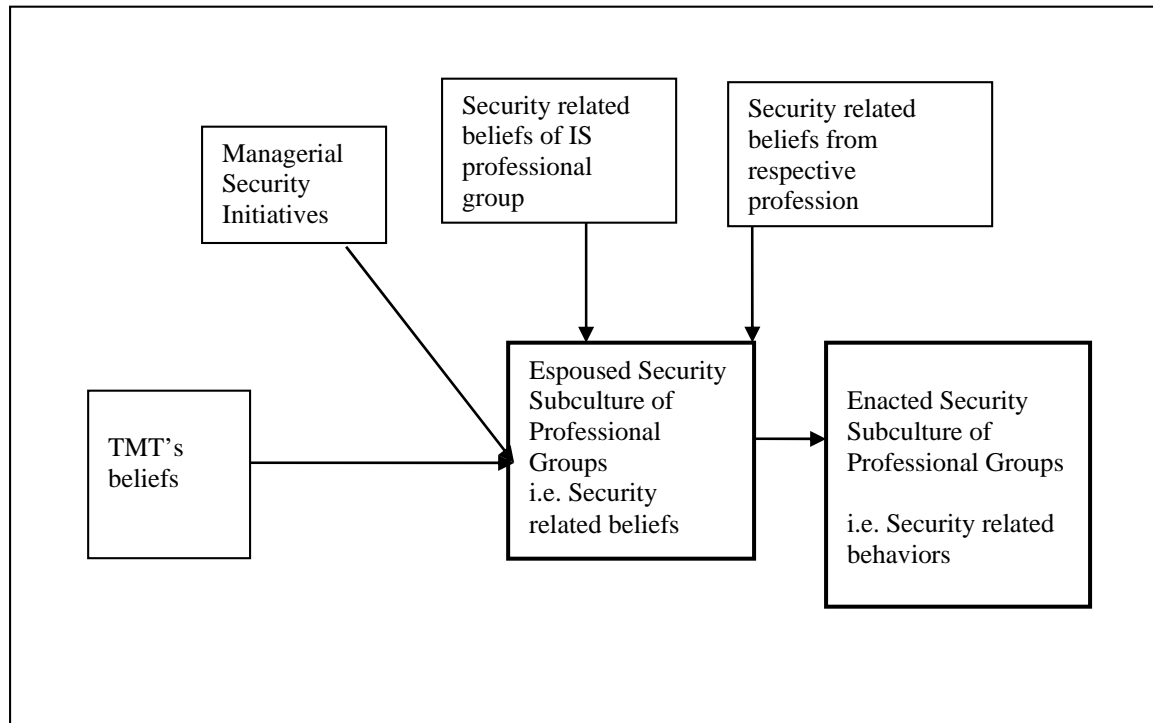 Security related
beliefs of IS
professional
group
Security related
beliefs from
respective
profession
Managerial
Security
Initiatives
Espoused Security
Subculture of
Professional
Groups
i.e. Security
related beliefs
Enacted Security
Subculture of
Professional Groups
i.e. Security related
behaviors
TMT’s
beliefs